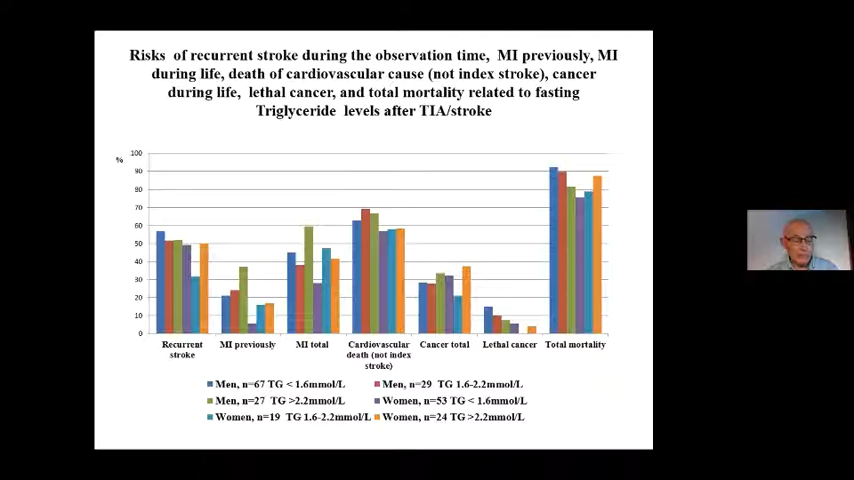 Risks of recurrent stroke during the observation time, MI previously, MI
during life, death of cardiovascular cause (not index stroke), cancer
during life, lethal cancer, and total mortality related to fasting
Triglyceride levels after TIA/stroke
%
100
90
80
70
60
50
40
30
20
10
0
Recurrent
stroke
MI previously
MI total
Cardiovascular
death (not index
stroke)
Cancer total
Lethal cancer
Total mortality
Men, n=67 TG < 1.6mmol/L
Men, n=29 TG 1.6-2.2mmol/L
Men, n=27 TG >2.2mmol/L
Women, n=53 TG < 1.6mmol/L
Women, n=19 TG 1.6-2.2mmol/L
Women, n=24 TG >2.2mmol/L